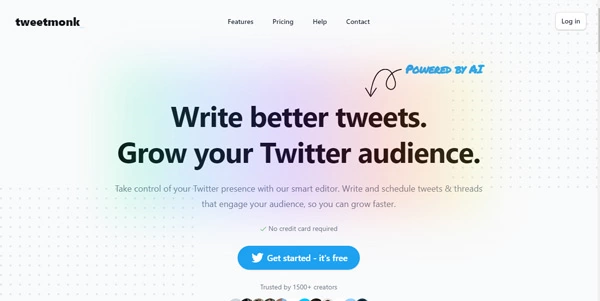 tweetmonk
Features Pricing Help Contact
Log in
Powered by AI
Write better tweets.
Grow your Twitter audience.
Take control of your Twitter presence with our smart editor. Write and schedule tweets & threads
that engage your audience, so you can grow faster.
No credit card required
Get started - it's free
Trusted by 1500+ creators